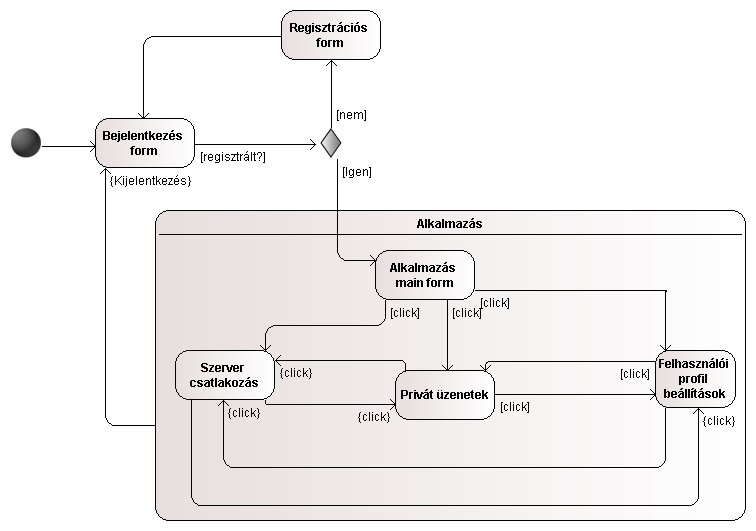 Regisztrációs
form
[nem]
Bejelentkezés
form
[regisztrált?]
[Igen]
{Kijelentkezés}
Alkalmazás
Alkalmazás
main form
[click]
[click]
[click]
Szerver
csatlakozás
{click}
Privát üzenetek
[click]
Felhasználói
profil
beállítások
{click}
{click}
[click]
{click}